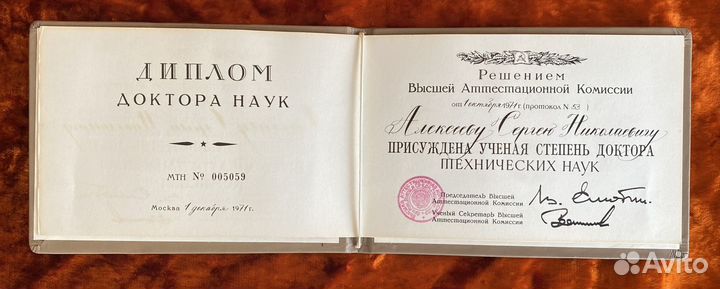 ДИПЛОМ
ДОКТОРА НАУК
МТН № 005059
Москва 1 декабря 1971 г.
Решением
Высшей Аттестационной Комиссии
от 1 октября 1971 г. (протокол № 53 )
Алексееву Сергею Николаевичу
ПРИСУЖДЕНА УЧЕНАЯ СТЕПЕНЬ ДОКТОРА
ТЕХНИЧЕСКИХ НАУК
Председатель Высшей
Аттестационной Комиссии
Ученый Секретарь Высшей
Аттестационной Комиссии
Avito